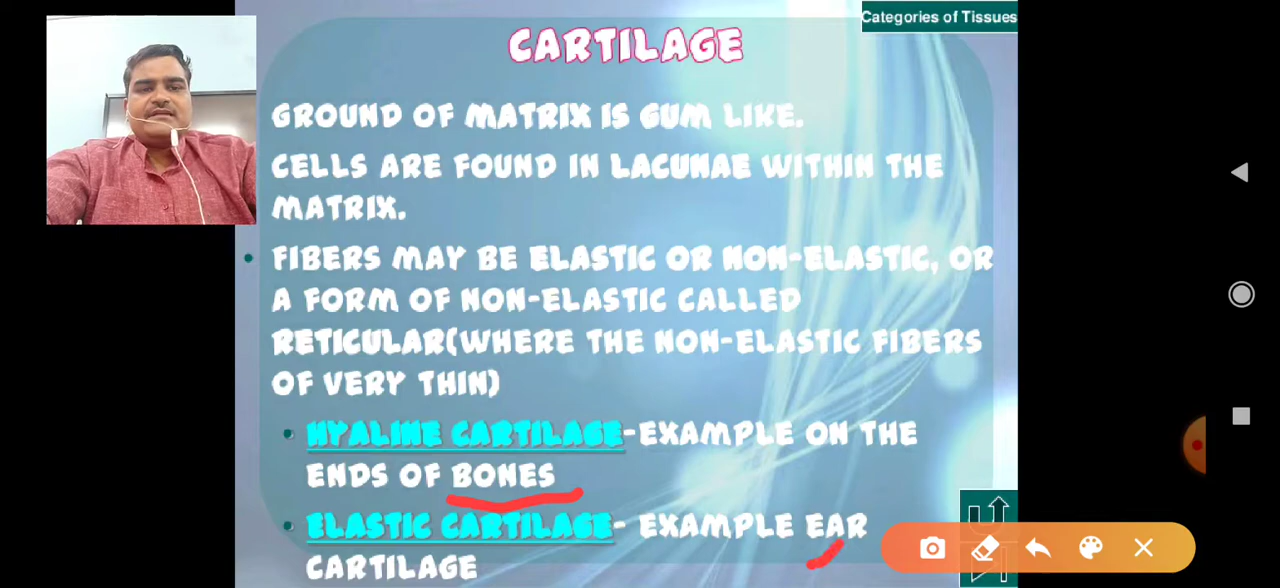 Categories of Tissues
CARTILAGE
GROUND OF MATRIX IS GUM LIKE.
CELLS ARE FOUND IN LACUNAE WITHIN THE
MATRIX.
• FIBERS MAY BE ELASTIC OR NON-ELASTIC, OR
A FORM OF NON-ELASTIC CALLED
RETICULAR(WHERE THE NON-ELASTIC FIBERS
OF VERY THIN)
• HYALINE CARTILAGE-EXAMPLE ON THE
ENDS OF BONES
• ELASTIC CARTILAGE- EXAMPLE EAR
CARTILAGE